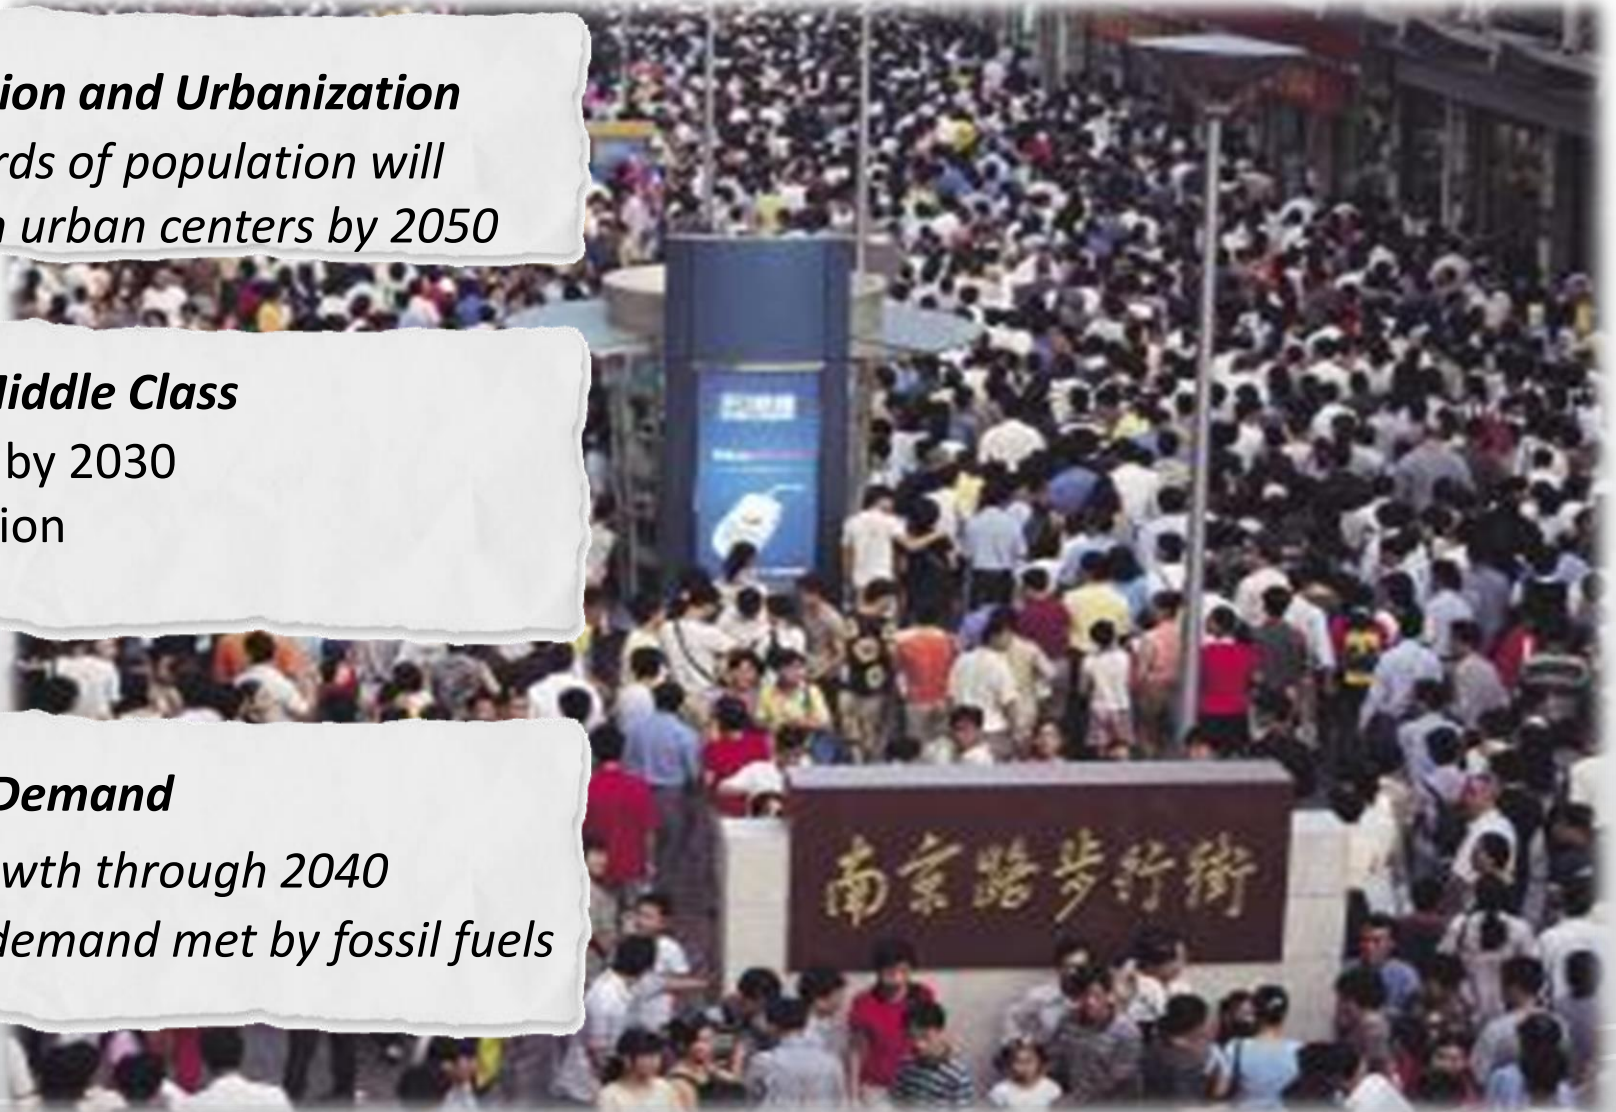 ion and Urbanization
rds of population will
urban centers by 2050
iddle Class
by 2030
ion
Demand
wth through 2040
demand met by fossil fuels
南京路步行街